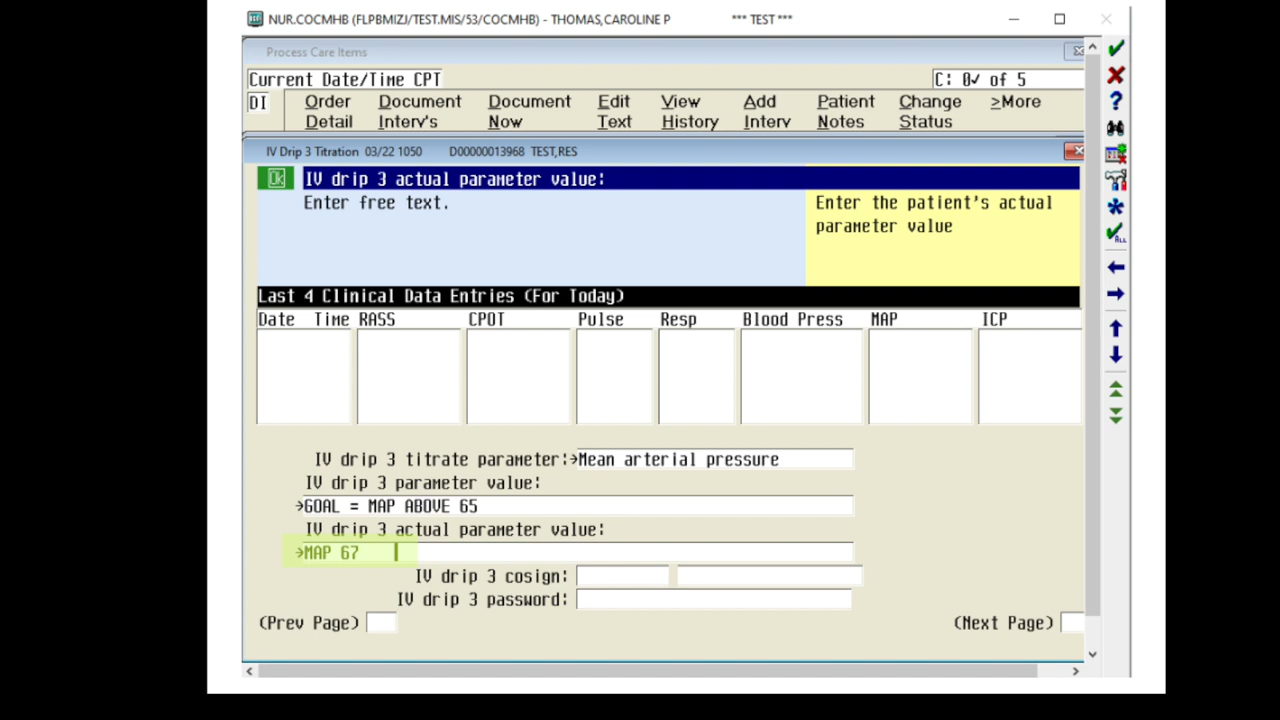 NUR.COCMHB (FLPBMIZJ/TEST.MIS/53/COCMHB) - THOMAS,CAROLINE P *** TEST ***
Process Care Items
Current Date/Time CPT C: 0✓ of 5
DI Order Document Document Edit View Add Patient Change >More
Detail Interv's Now Text History Interv Notes Status
IV Drip 3 Titration 03/22 1050 D00000013968 TEST,RES
Ok IV drip 3 actual parameter value:
Enter free text. Enter the patient's actual
parameter value
Last 4 Clinical Data Entries (For Today)
Date Time RASS CPOT Pulse Resp Blood Press MAP ICP
IV drip 3 titrate parameter:→Mean arterial pressure
IV drip 3 parameter value:
→GOAL = MAP ABOVE 65
IV drip 3 actual parameter value:
→MAP 67
IV drip 3 cosign:
IV drip 3 password:
(Prev Page) (Next Page)
ALL